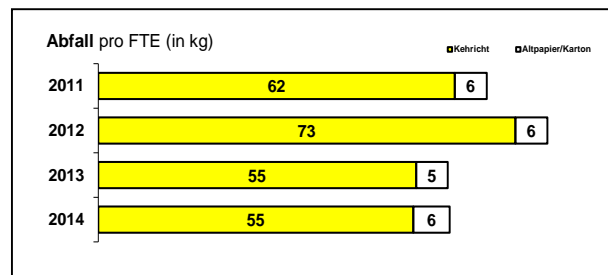 Abfall pro FTE (in kg)
Kehricht Altpapier/Karton
2011 62 6
2012 73 6
2013 55 5
2014 55 6